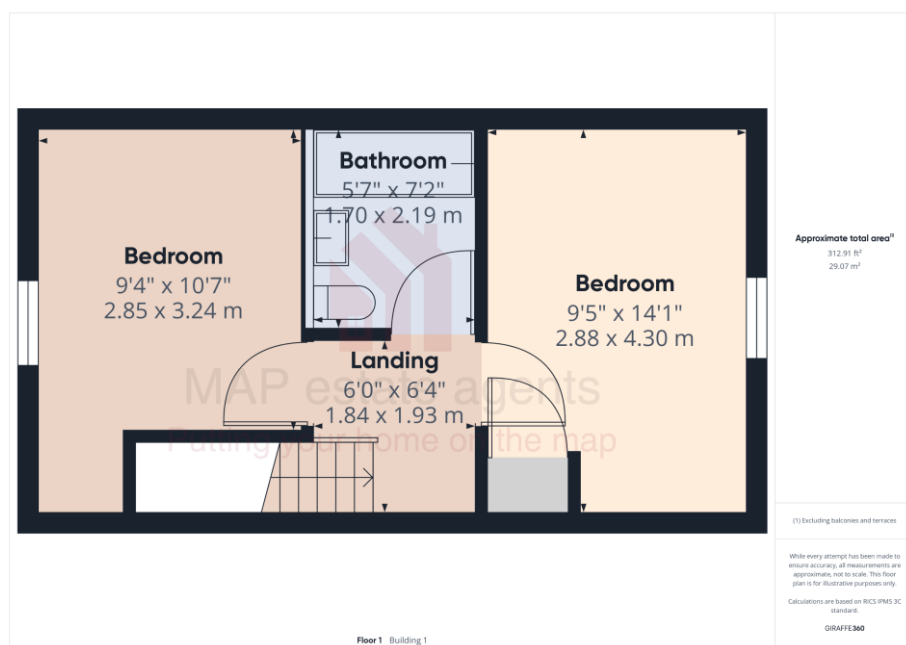 Bathroom
5'7" x 7'2"
1.70 x 2.19 m
Bedroom
9'4" x 10'7"
2.85 x 3.24 m
Bedroom
9'5" x 14'1"
2.88 x 4.30 m
Landing
6'0" x 6'4"
1.84 x 1.93 m
MAP estate agents
Putting your home on the map
Approximate total area⁽¹⁾
312.91 ft²
29.07 m²
(1) Excluding balconies and terraces
While every attempt has been made to
ensure accuracy, all measurements are
approximate, not to scale. This floor
plan is for illustrative purposes only.
Calculations are based on RICS IPMS 3C
standard.
GIRAFFE360
Floor 1 Building 1